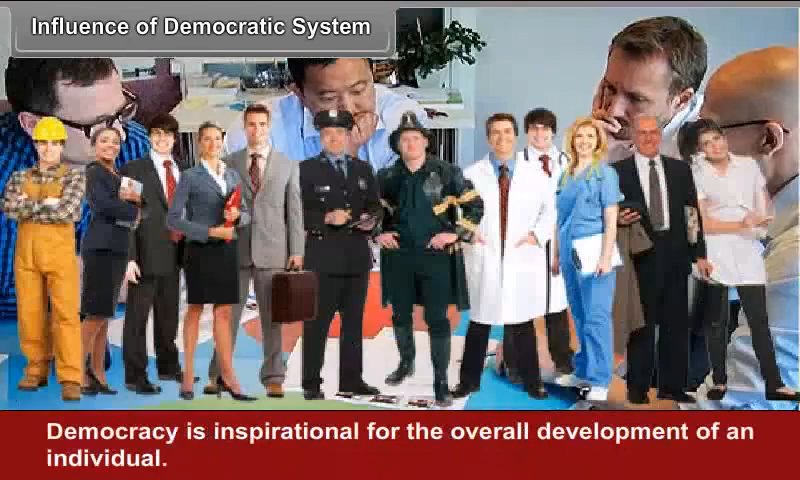 Influence of Democratic System
Democracy is inspirational for the overall development of an
individual.